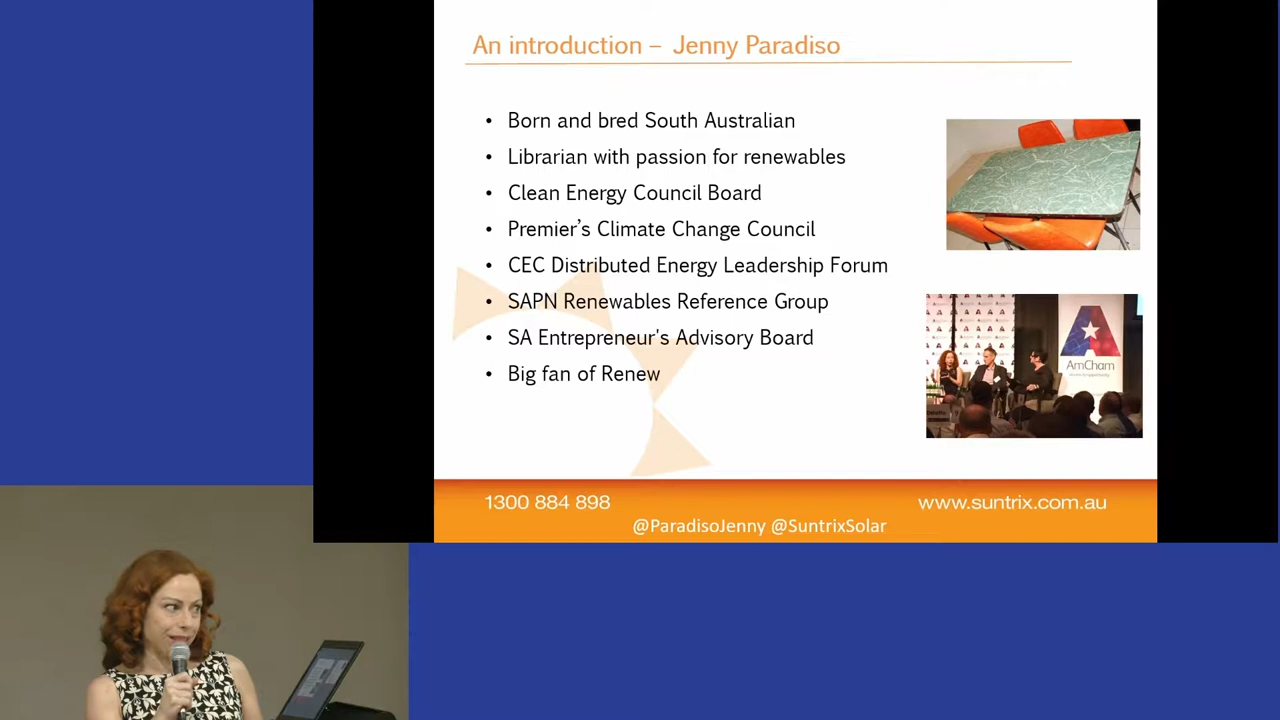 An introduction – Jenny Paradiso
• Born and bred South Australian
• Librarian with passion for renewables
• Clean Energy Council Board
• Premier’s Climate Change Council
• CEC Distributed Energy Leadership Forum
• SAPN Renewables Reference Group
• SA Entrepreneur's Advisory Board
• Big fan of Renew
AmCham
1300 884 898
www.suntrix.com.au
@ParadisoJenny @SuntrixSolar